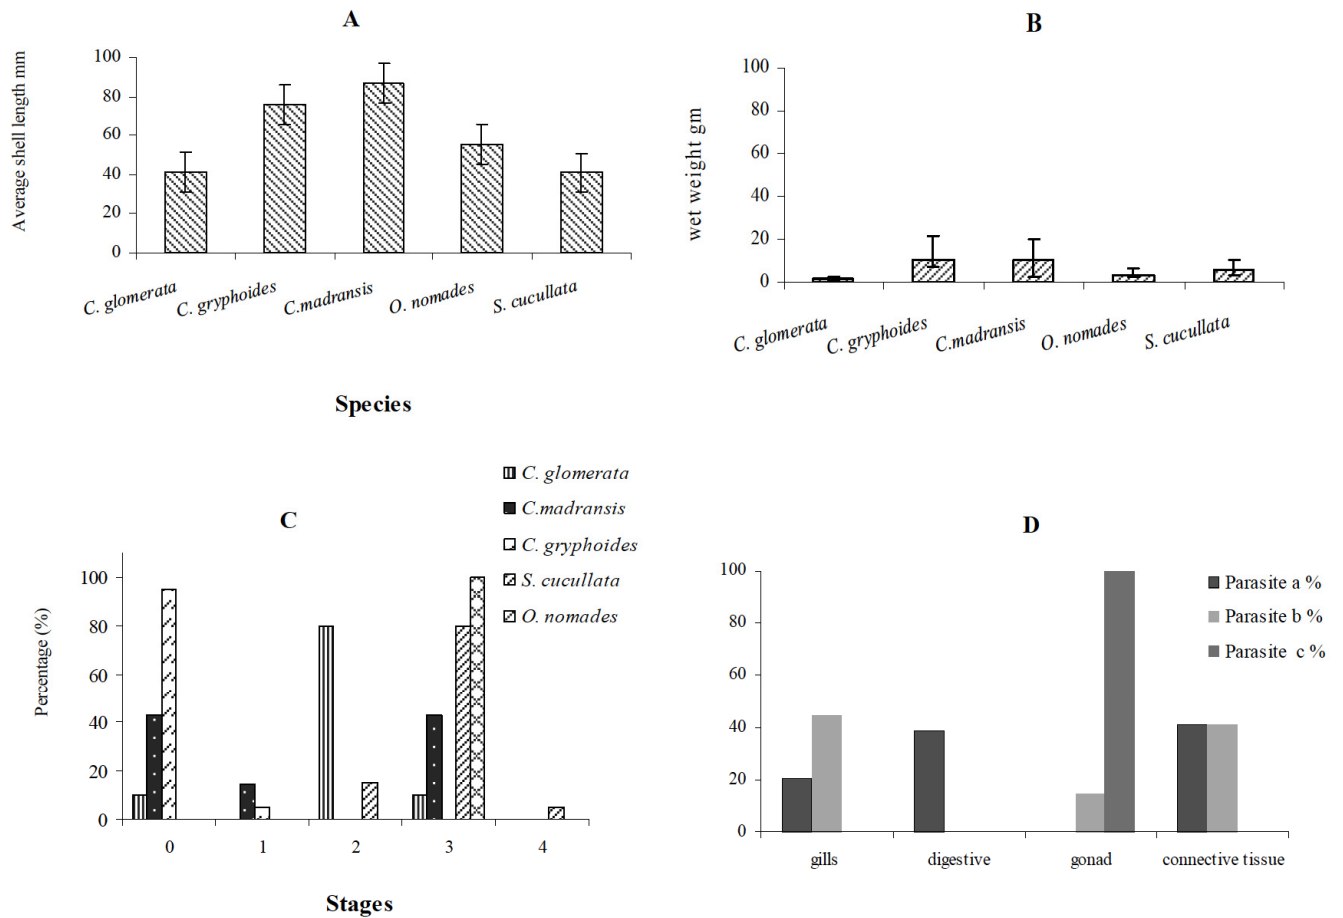 A
Average shell length mm
100
80
60
40
20
0
C. glomerata
C. gryphoides
C.madransis
O. nomades
S. cucullata
Species
B
wet weight gm
100
80
60
40
20
0
C. glomerata
C. gryphoides
C.madransis
O. nomades
S. cucullata
C
C. glomerata
C.madransis
C. gryphoides
S. cucullata
O. nomades
Percentage (%)
100
80
60
40
20
0
0
1
2
3
4
Stages
D
100
80
60
40
20
0
gills
digestive
gonad
connective tissue
Parasite a %
Parasite b %
Parasite c %